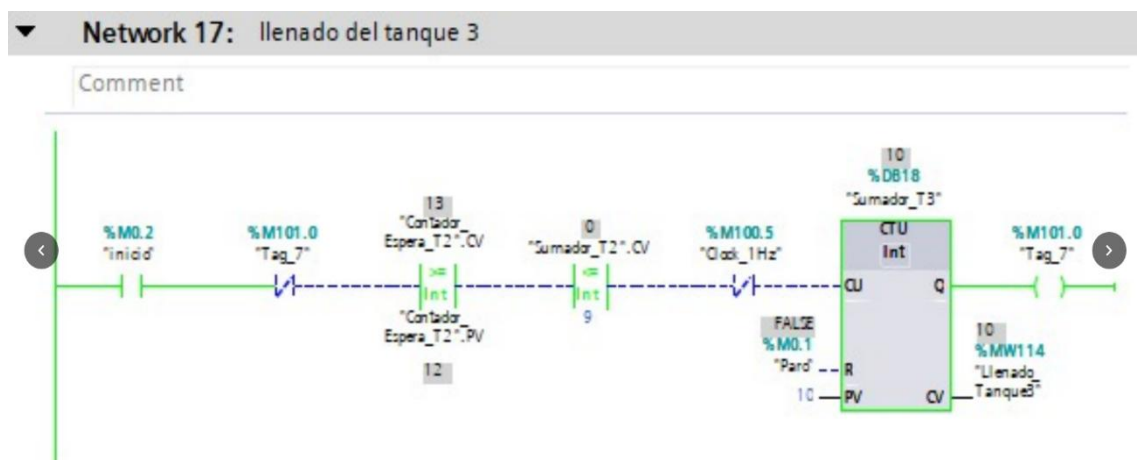 Network 17: llenado del tanque 3
Comment
%M0.2
"inicio"
%M101.0
"Tag_7"
13
"Contador_
Espera_T2".CV
>=
Int
"Contador_
Espera_T2".PV
12
0
"Sumador_T2".CV
<=
Int
9
%M100.5
"Clock_1Hz"
10
%DB18
"Sumador_T3"
CTU
Int
CU
Q
FALSE
%M0.1
"Paro"
R
10
PV
CV
%M101.0
"Tag_7"
10
%MW114
"Llenado_
Tanque3"